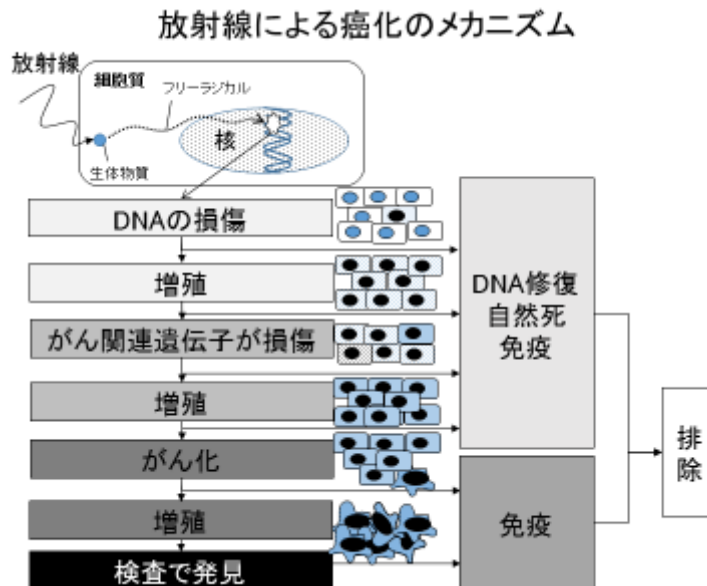 放射線による癌化のメカニズム
放射線
細胞質
フリーラジカル
核
生体物質
DNAの損傷
増殖
がん関連遺伝子が損傷
増殖
がん化
増殖
検査で発見
DNA修復
自然死
免疫
免疫
排除